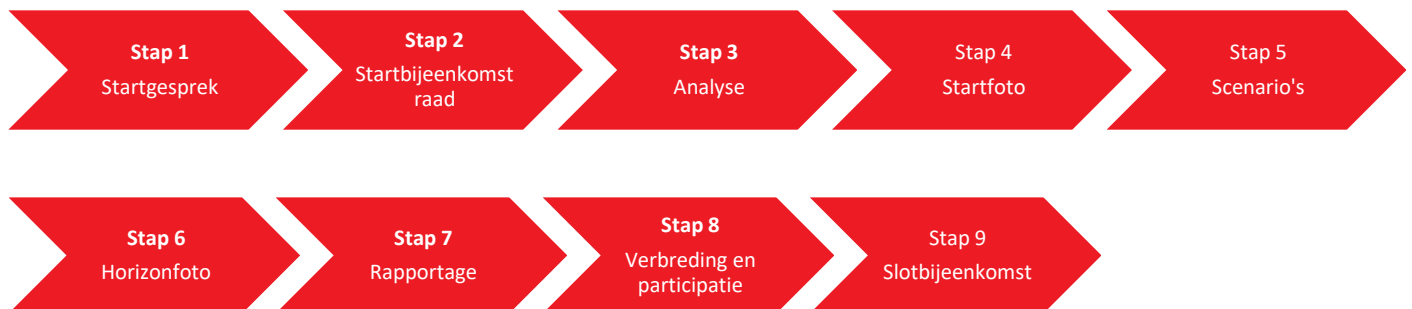 Stap 1
Startgesprek
Stap 2
Startbijeenkomst
raad
Stap 3
Analyse
Stap 4
Startfoto
Stap 5
Scenario's
Stap 6
Horizonfoto
Stap 7
Rapportage
Stap 8
Verbreding en
participatie
Stap 9
Slotbijeenkomst